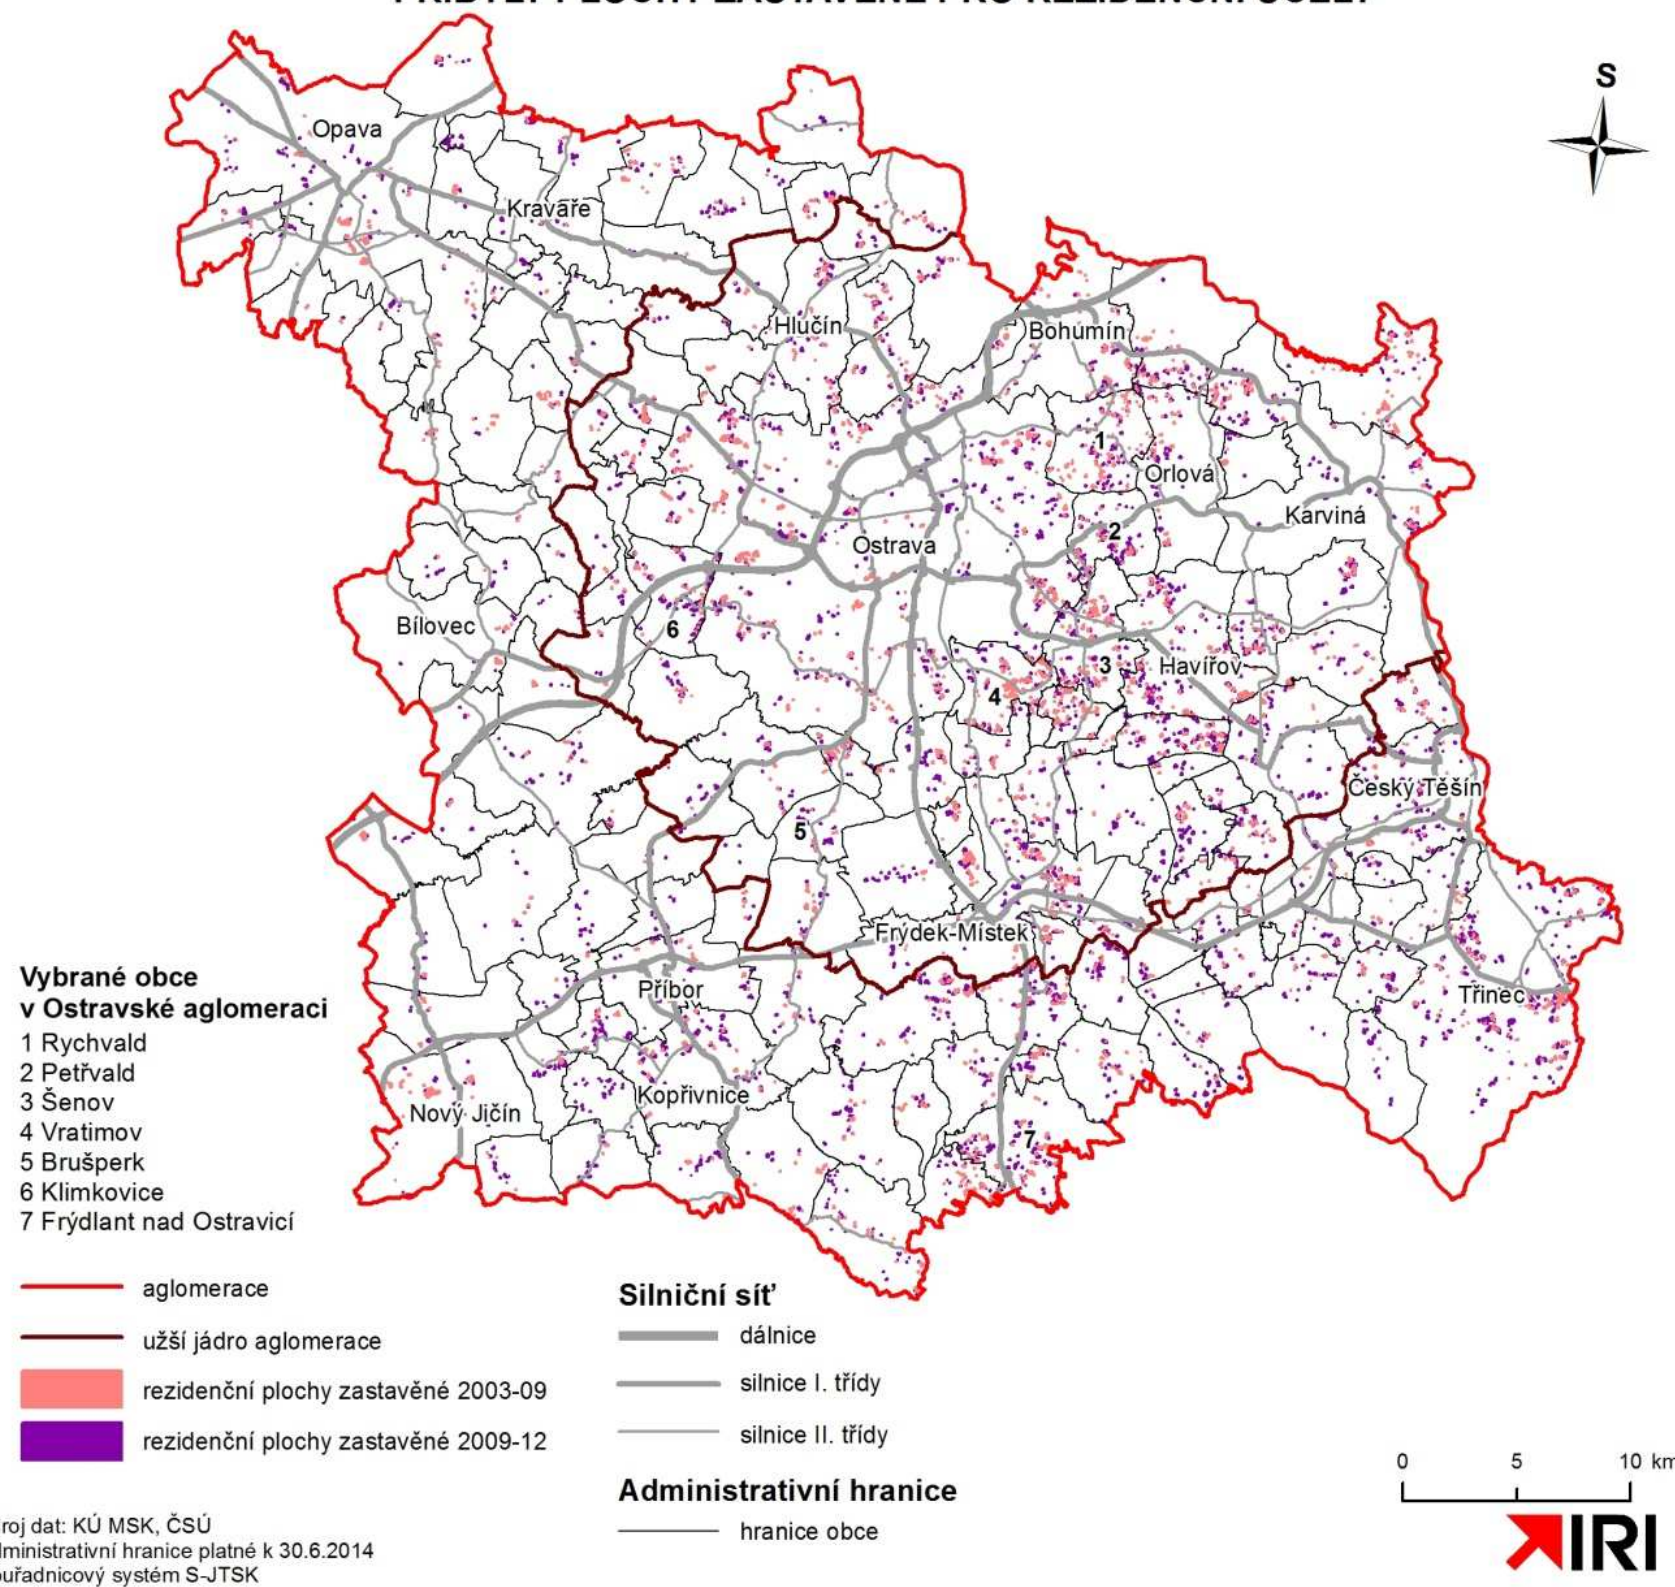 S
Opava
Kravaře
Hlučín
Bohumín
1
Orlová
Karviná
2
Ostrava
Bílovec
6
3
Havířov
4
Český Těšín
5
Frýdek-Místek
Příbor
Třinec
Kopřivnice
Nový Jičín
7
Vybrané obce
v Ostravské aglomeraci
1 Rychvald
2 Petřvald
3 Šenov
4 Vratimov
5 Brušperk
6 Klimkovice
7 Frýdlant nad Ostravicí
aglomerace
užší jádro aglomerace
rezidenční plochy zastavěné 2003-09
rezidenční plochy zastavěné 2009-12
Silniční síť
dálnice
silnice I. třídy
silnice II. třídy
Administrativní hranice
hranice obce
0 5 10 km
IRI
roj dat: KÚ MSK, ČSÚ
ministrativní hranice platné k 30.6.2014
uřadnicový systém S-JTSK